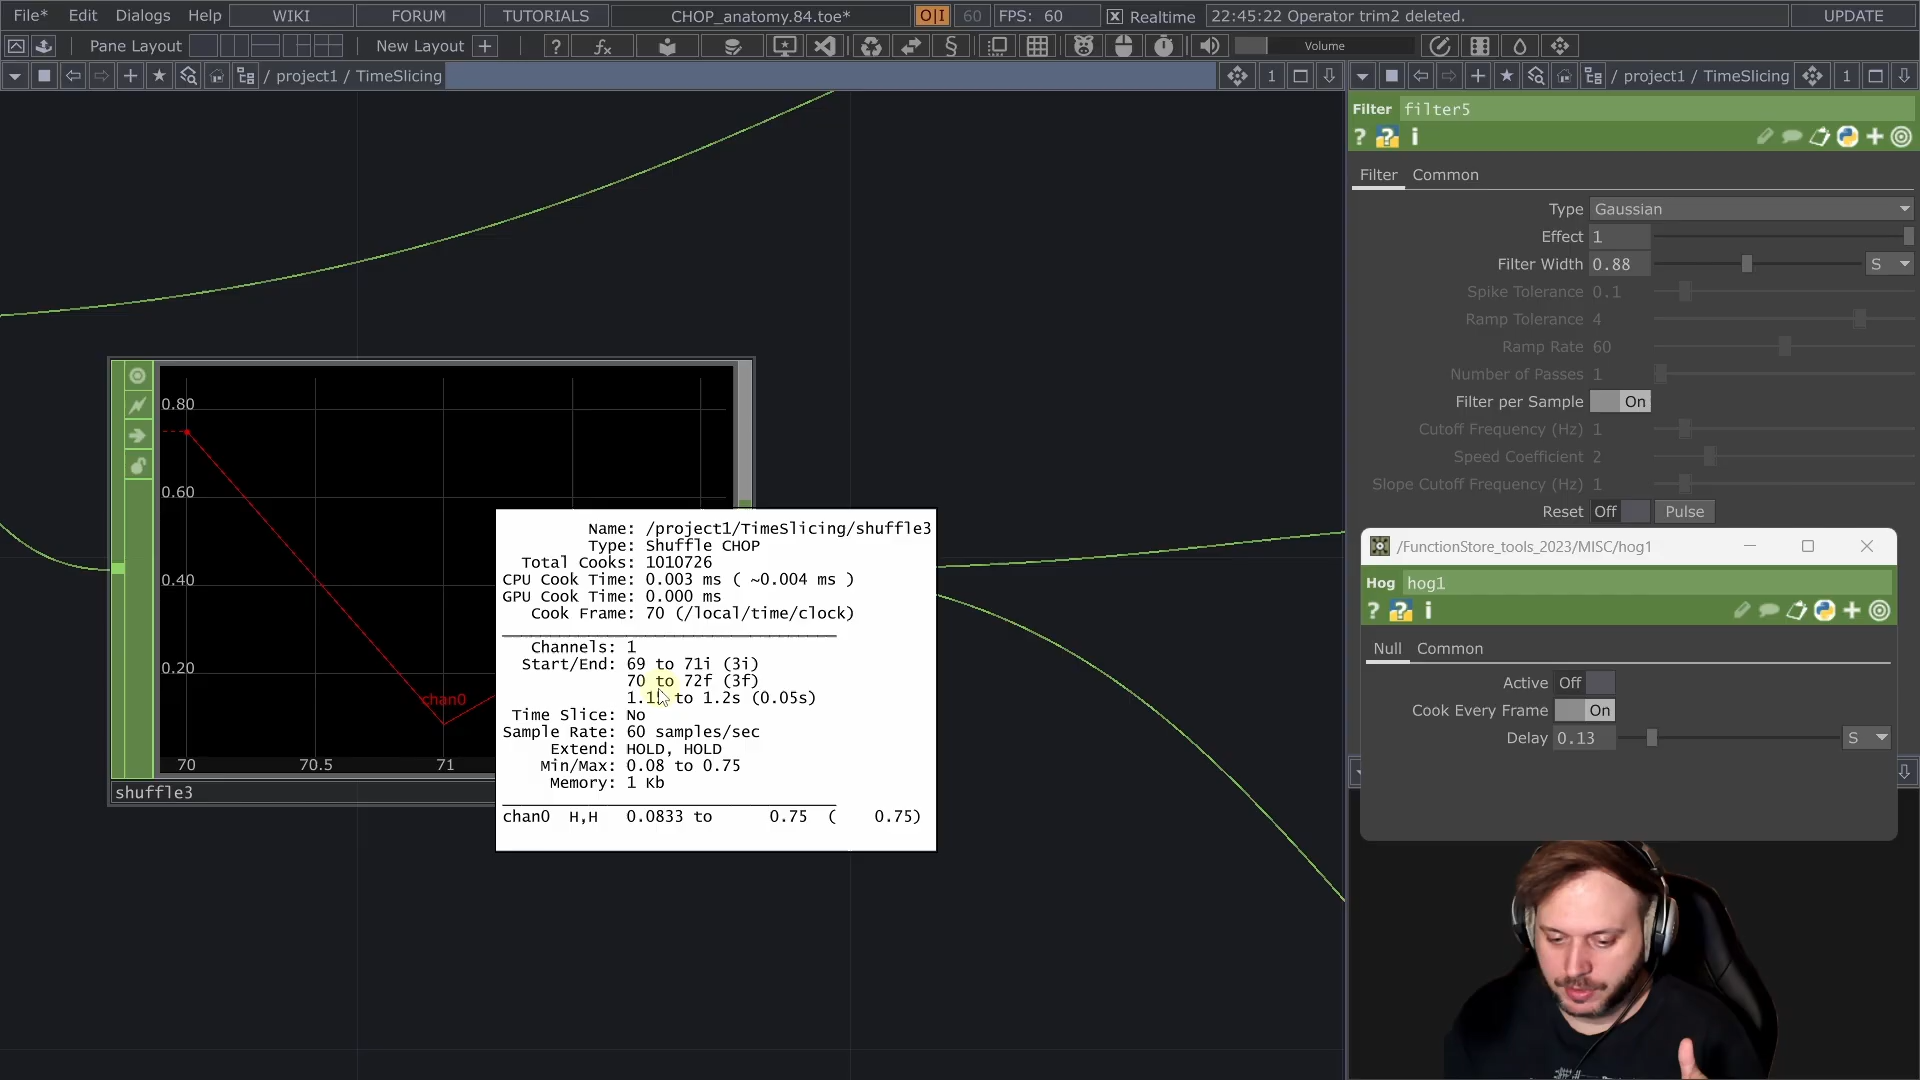 File* Edit Dialogs Help WIKI FORUM TUTORIALS CHOP_anatomy.84.toe* O|I 60 FPS: 60 Realtime 22:45:22 Operator trim2 deleted. UPDATE
Pane Layout New Layout + ? fx § Volume
/ project1 / TimeSlicing 1
/ project1 / TimeSlicing 1
Filter filter5
? ? i
Filter Common
Type Gaussian
Effect 1
Filter Width 0.88 S
Spike Tolerance 0.1
Ramp Tolerance 4
Ramp Rate 60
Number of Passes 1
Filter per Sample On
Cutoff Frequency (Hz) 1
Speed Coefficient 2
Slope Cutoff Frequency (Hz) 1
Reset Off Pulse
0.80
0.60
0.40
0.20
chan0
70 70.5 71
shuffle3
Name: /project1/TimeSlicing/shuffle3
Type: Shuffle CHOP
Total Cooks: 1010726
CPU Cook Time: 0.003 ms ( ~0.004 ms )
GPU Cook Time: 0.000 ms
Cook Frame: 70 (/local/time/clock)
Channels: 1
Start/End: 69 to 71i (3i)
70 to 72f (3f)
to 1.2s (0.05s)
Time Slice: No
Sample Rate: 60 samples/sec
Extend: HOLD, HOLD
Min/Max: 0.08 to 0.75
Memory: 1 Kb
chan0 H,H 0.0833 to 0.75 ( 0.75)
/FunctionStore_tools_2023/MISC/hog1
Hog hog1
? ? i
Null Common
Active Off
Cook Every Frame On
Delay 0.13 S